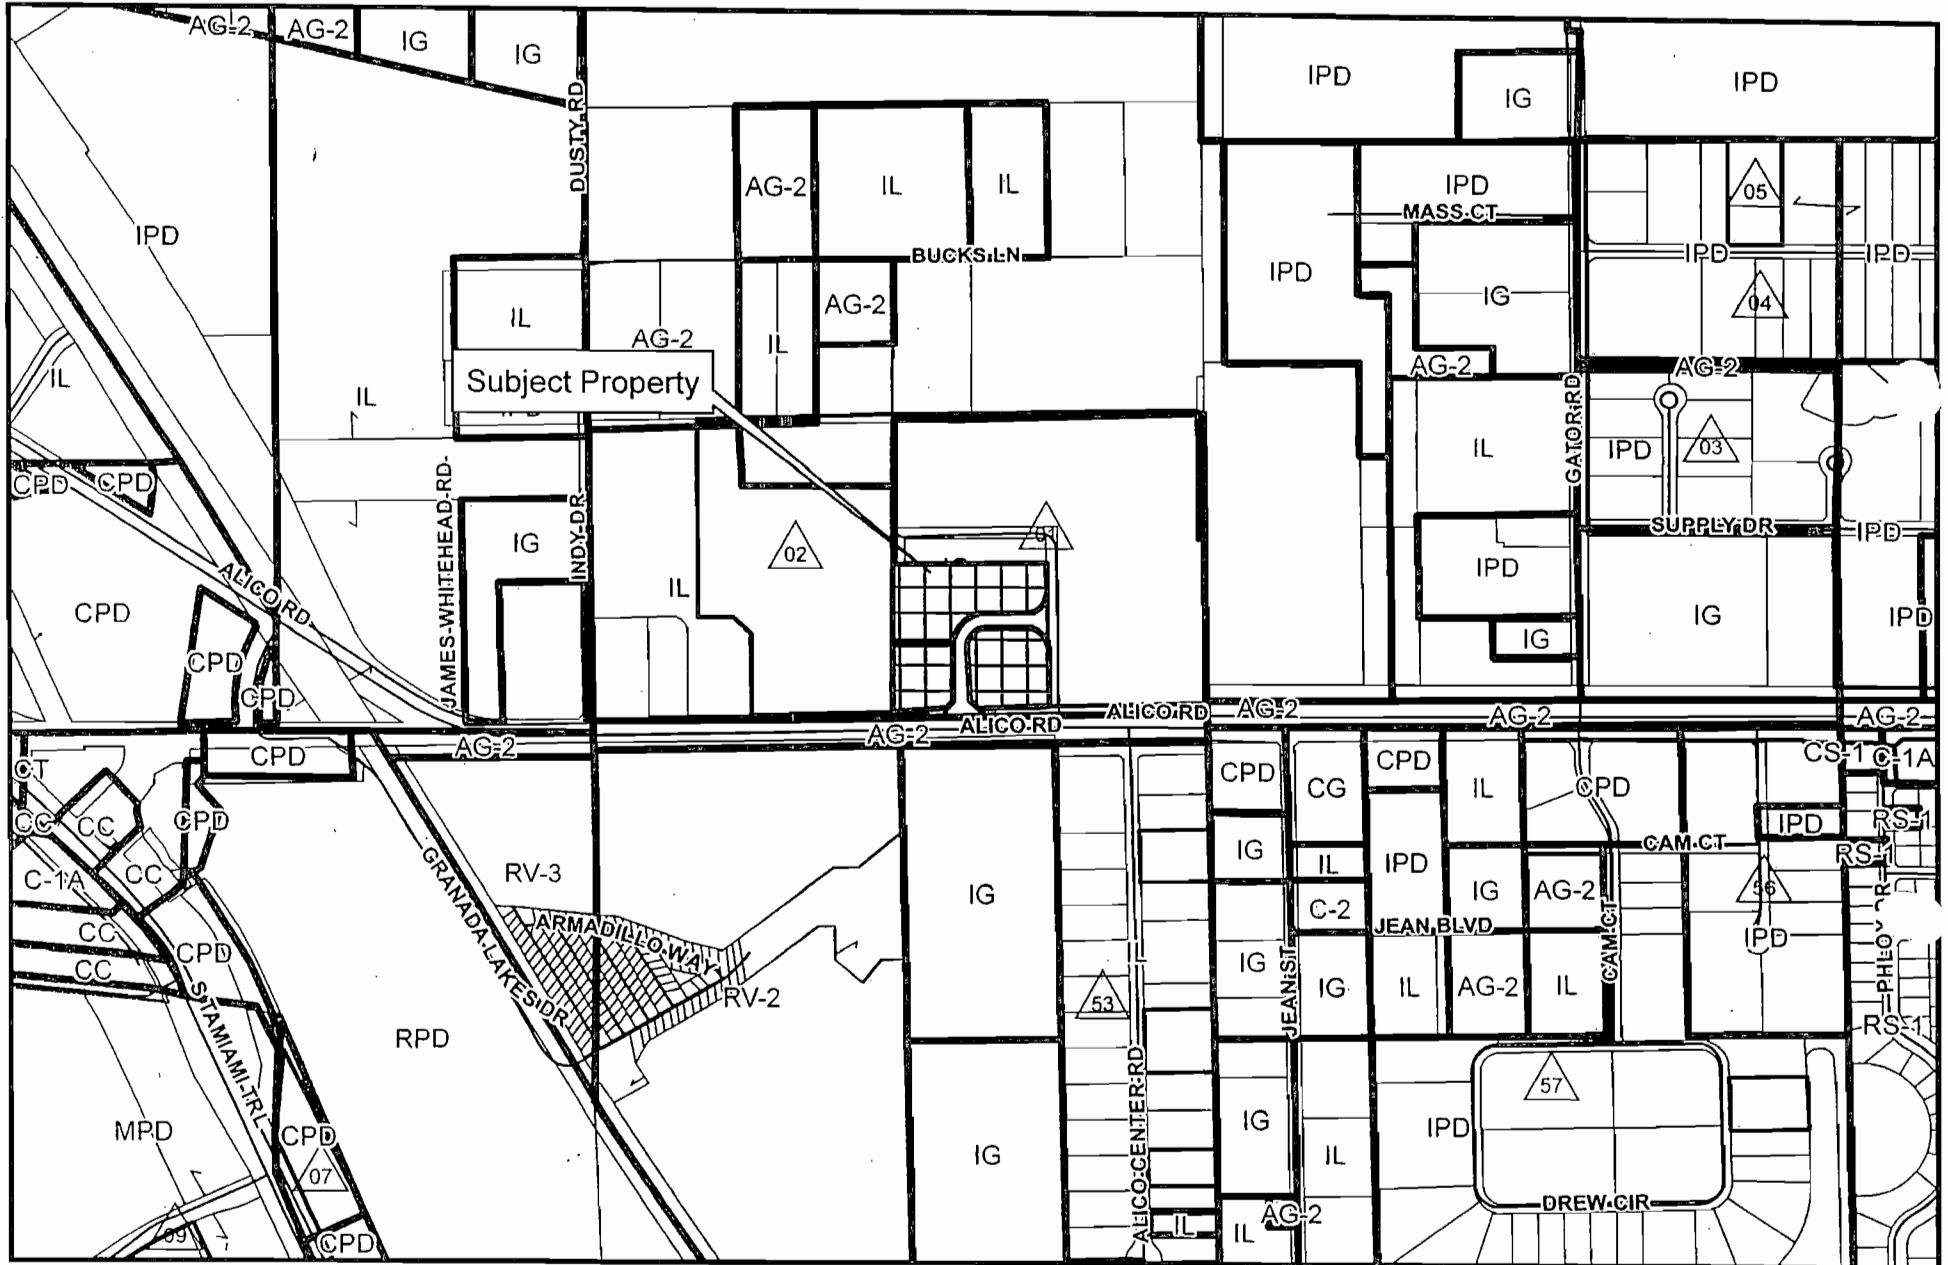 AG-2
AG-2
IG
IG
IPD
IG
IPD
DUSTY RD
AG-2
IL
IL
IPD
MASS CT
05
IPD
BUCKS LN
IPD
IPD
IPD
IL
AG-2
IL
AG-2
IG
04
IL
IL
Subject Property
AG-2
AG-2
GATOR RD
CPD
CPD
JAMES WHITEHEAD RD
IG
INDY DR
IL
02
01
IL
IPD
03
SUPPLY DR
IPD
IPD
IG
IPD
IG
ALICO RD
CPD
CPD
CPD
ALICO RD
ALICO RD
AG-2
AG-2
AG-2
AG-2
AG-2
CT
CPD
CPD
CC
CC
CC
C-1A
CC
CC
CPD
RV-3
GRANADA LAKES DR
ARMADILLO WAY
RV-2
IG
CPD
CG
CPD
IL
CPD
CS-1
C-1A
IPD
RS-1
CAM CT
RS-1
IG
IL
IPD
IG
AG-2
56
C-2
JEAN BLVD
IL
IPD
IG
IG
IL
AG-2
IL
CAM CT
PHLOX DR
RS-1
JEAN ST
53
S TAMIAMI TRL
RPD
MPD
CPD
07
09
CPD
IG
ALICO CENTER RD
IL
IG
IL
AG-2
IL
IPD
57
DREW CIR